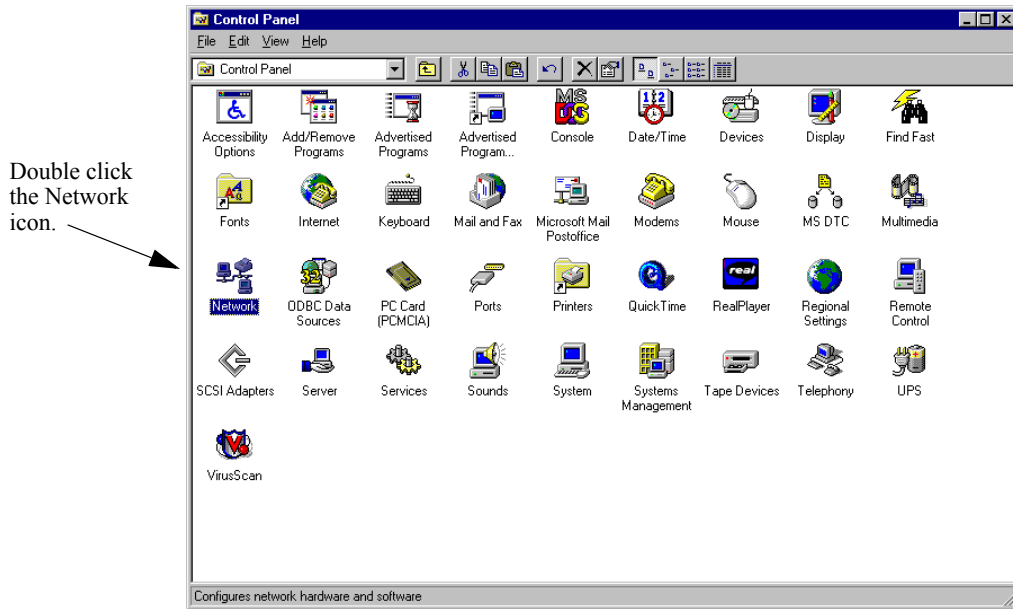 Control Panel
File Edit View Help
Control Panel
Accessibility Options
Add/Remove Programs
Advertised Programs
Advertised Program...
Console
Date/Time
Devices
Display
Find Fast
Double click
the Network
icon.
Fonts
Internet
Keyboard
Mail and Fax
Microsoft Mail Postoffice
Modems
Mouse
MS DTC
Multimedia
Network
ODBC Data Sources
PC Card (PCMCIA)
Ports
Printers
QuickTime
RealPlayer
Regional Settings
Remote Control
SCSI Adapters
Server
Services
Sounds
System
Systems Management
Tape Devices
Telephony
UPS
VirusScan
Configures network hardware and software